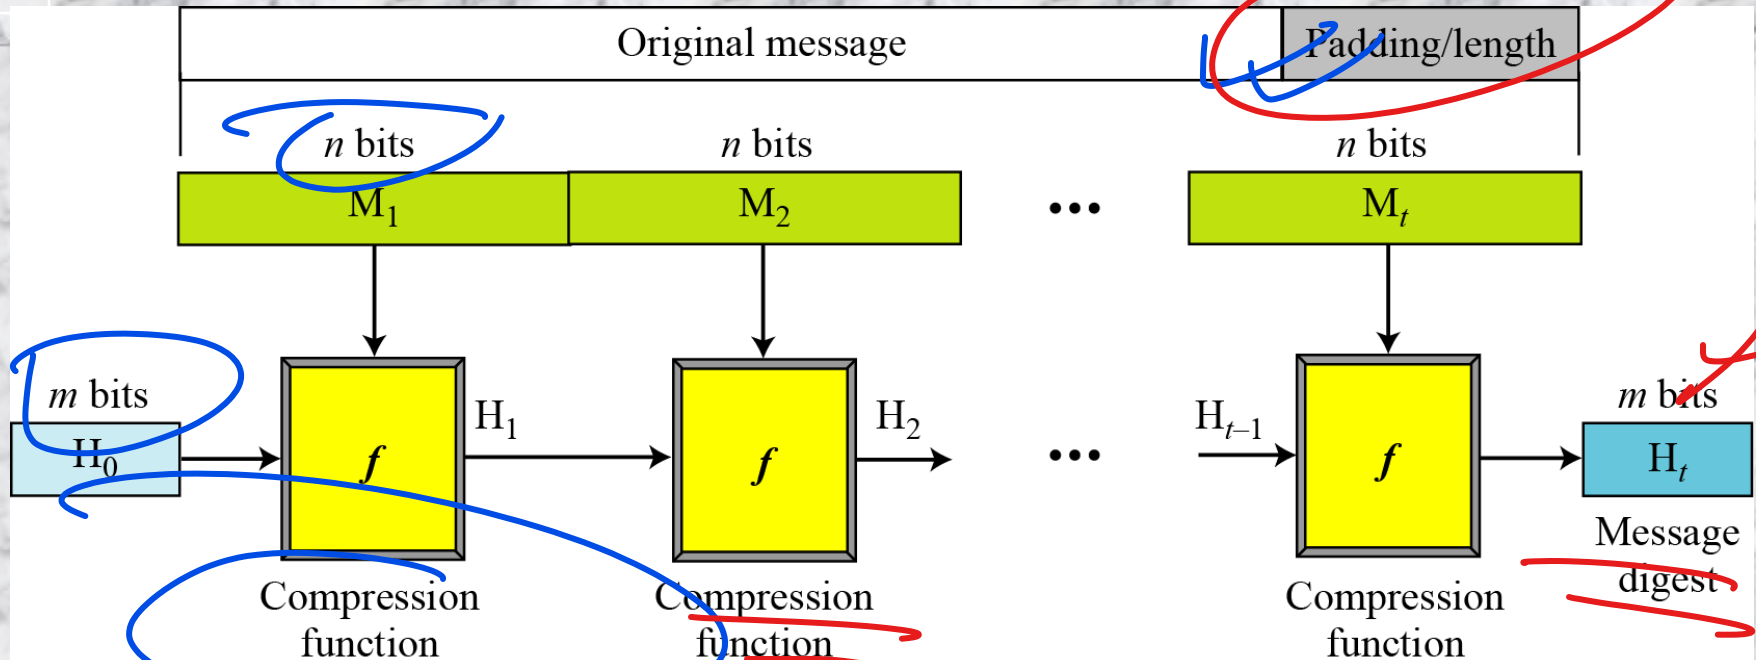 Original message
Padding/length
n bits
n bits
n bits
M1
M2
...
Mt
m bits
H0
f
H1
f
H2
...
Ht–1
f
m bits
Ht
Message
digest
Compression
function
Compression
function
Compression
function